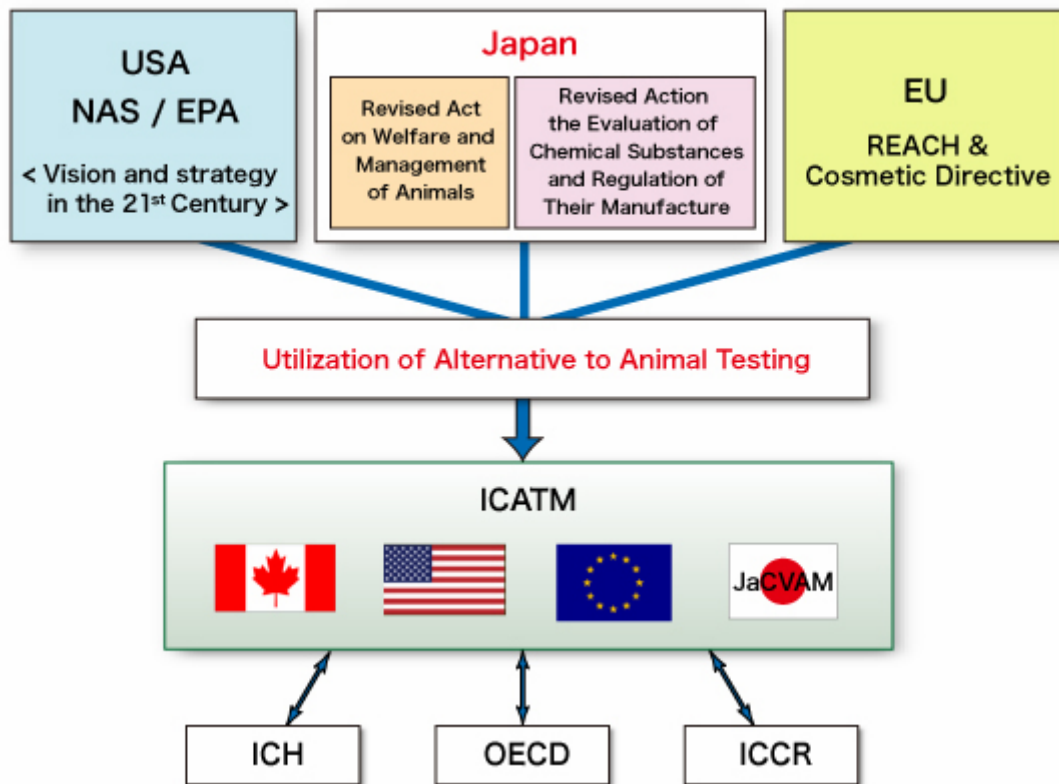 USA
NAS / EPA
< Vision and strategy
in the 21st Century >
Japan
Revised Act
on Welfare and
Management
of Animals
Revised Action
the Evaluation of
Chemical Substances
and Regulation of
Their Manufacture
EU
REACH &
Cosmetic Directive
Utilization of Alternative to Animal Testing
ICATM
JaCVAM
ICH
OECD
ICCR